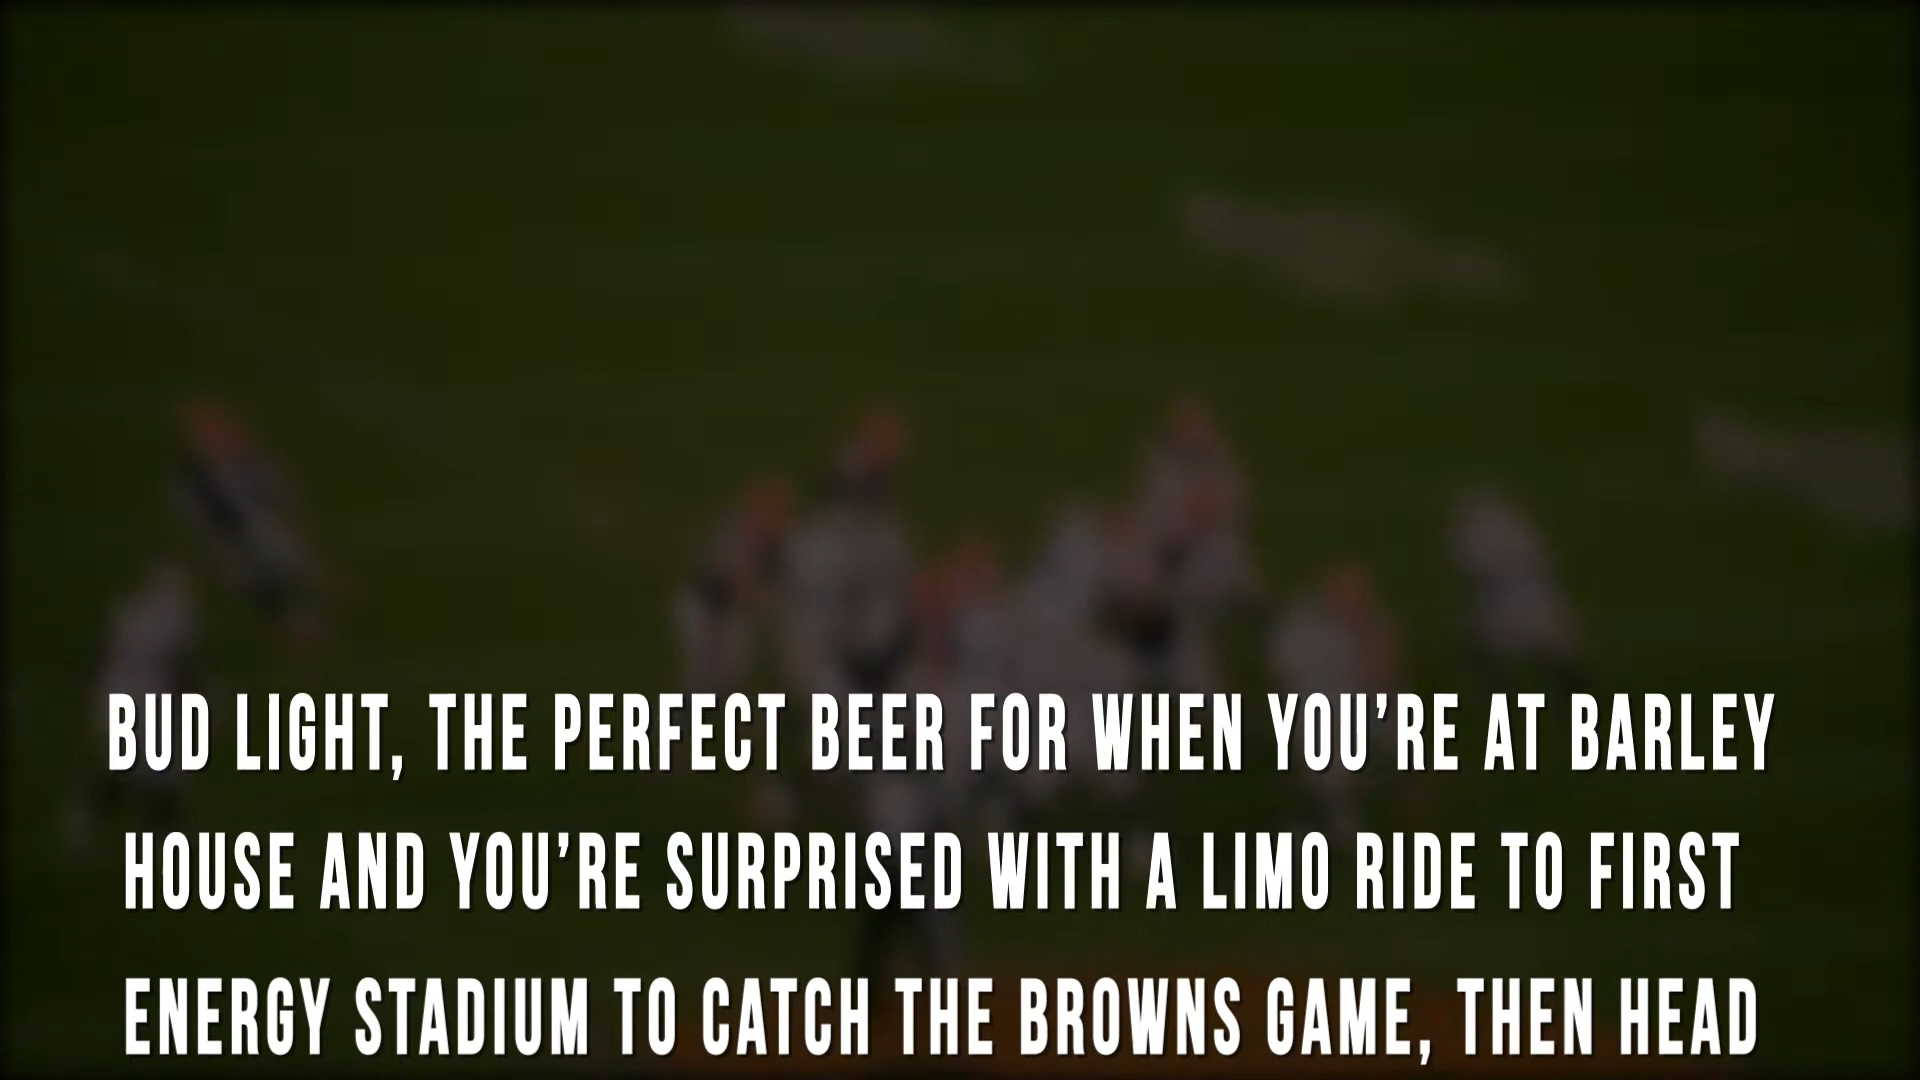 BUD LIGHT, THE PERFECT BEER FOR WHEN YOU’RE AT BARLEY
HOUSE AND YOU’RE SURPRISED WITH A LIMO RIDE TO FIRST
ENERGY STADIUM TO CATCH THE BROWNS GAME, THEN HEAD